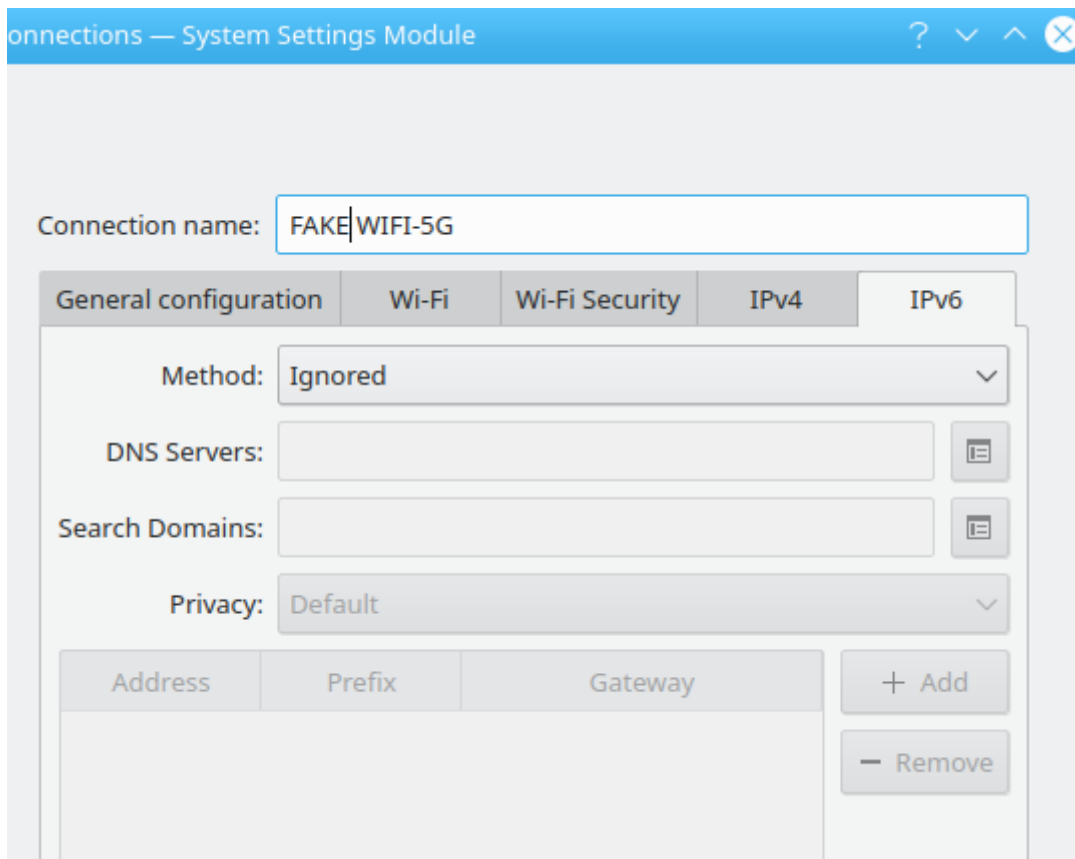 onnections — System Settings Module
Connection name: FAKE WIFI-5G
General configuration Wi-Fi Wi-Fi Security IPv4 IPv6
Method: Ignored
DNS Servers:
Search Domains:
Privacy: Default
Address Prefix Gateway + Add
− Remove